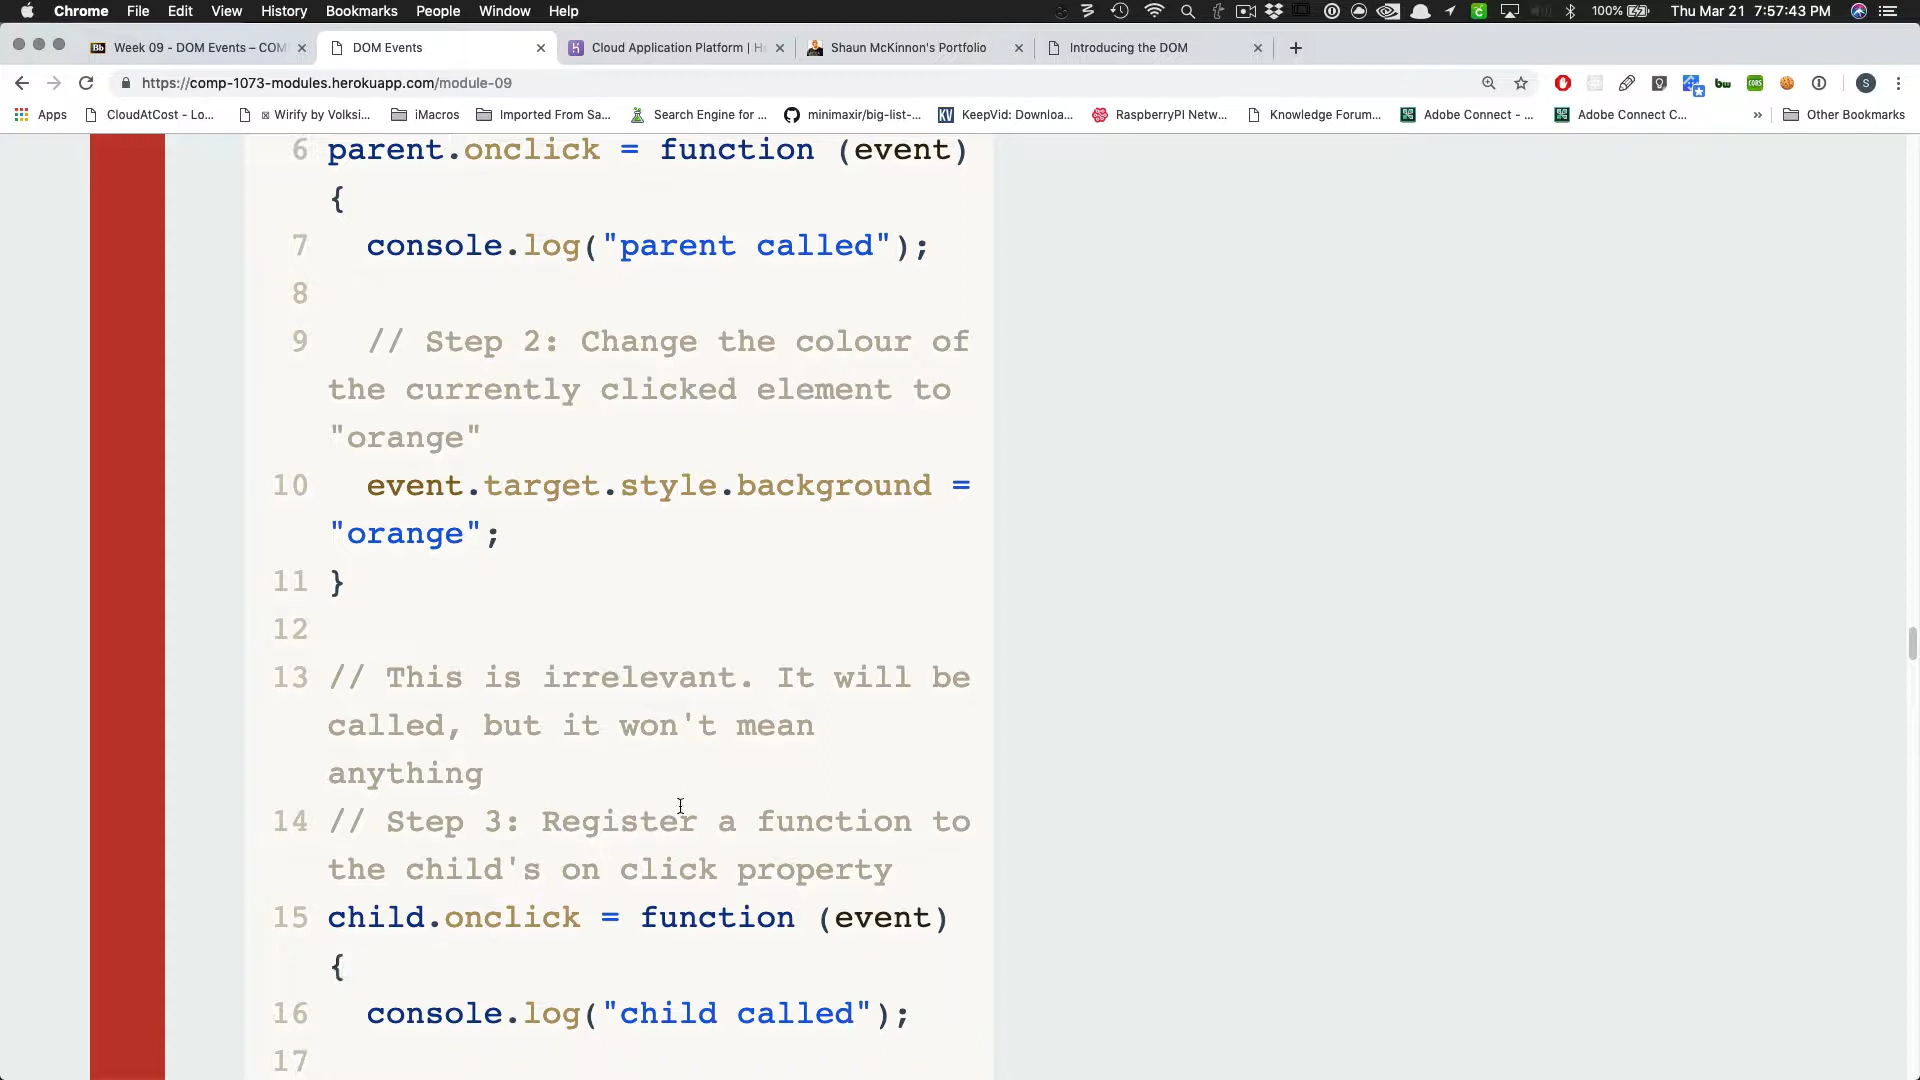 Chrome File Edit View History Bookmarks People Window Help 100% Thu Mar 21 7:57:43 PM
Bb Week 09 - DOM Events – COM DOM Events Cloud Application Platform | H Shaun McKinnon's Portfolio Introducing the DOM
https://comp-1073-modules.herokuapp.com/module-09
Apps CloudAtCost - Lo... Wirify by Volksi... iMacros Imported From Sa... Search Engine for ... minimaxir/big-list-... KeepVid: Downloa... RaspberryPI Netw... Knowledge Forum... Adobe Connect - ... Adobe Connect C... » Other Bookmarks
6 parent.onclick = function (event)
{
7 console.log("parent called");
8
9 // Step 2: Change the colour of
the currently clicked element to
"orange"
10 event.target.style.background =
"orange";
11 }
12
13 // This is irrelevant. It will be
called, but it won't mean
anything
14 // Step 3: Register a function to
the child's on click property
15 child.onclick = function (event)
{
16 console.log("child called");
17